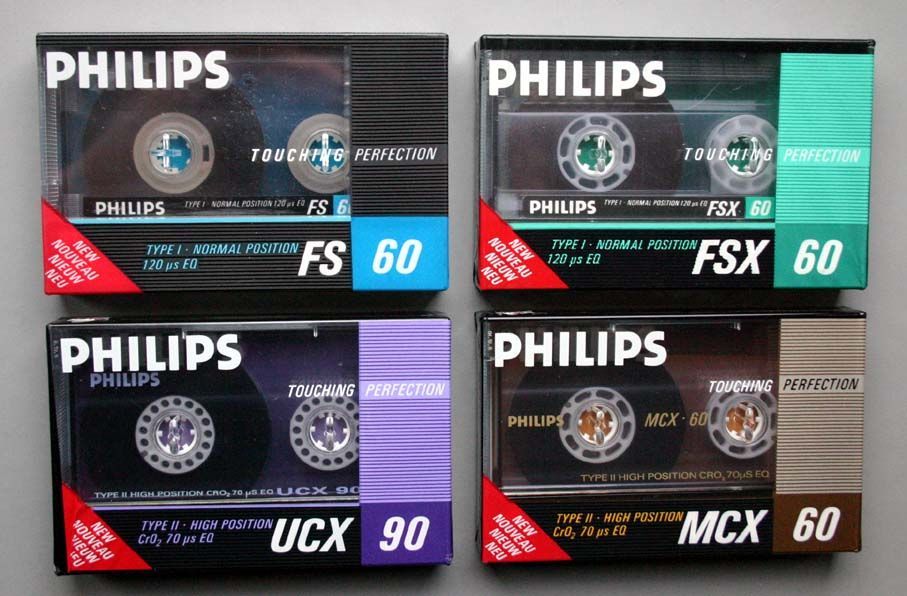 PHILIPS
TOUCHING PERFECTION
PHILIPS TYPE I · NORMAL POSITION 120 µs EQ FS 6
NEW
NOUVEAU
NIEUW
NEU
TYPE I · NORMAL POSITION
120 µs EQ
FS 60
PHILIPS
TOUCHING PERFECTION
PHILIPS TYPE I · NORMAL POSITION 120 µs EQ FSX 60
NEW
NOUVEAU
NIEUW
NEU
TYPE I · NORMAL POSITION
120 µs EQ
FSX 60
PHILIPS
PHILIPS
TOUCHING PERFECTION
TYPE II HIGH POSITION CRO₂ 70 µS EQ UCX 90
NEW
NOUVEAU
NIEUW
NEU
TYPE II · HIGH POSITION
CrO₂ 70 µs EQ
UCX 90
PHILIPS
TOUCHING PERFECTION
PHILIPS MCX · 60
TYPE II HIGH POSITION CRO₂ 70 µS EQ
NEW
NOUVEAU
NIEUW
NEU
TYPE II · HIGH POSITION
CrO₂ 70 µs EQ
MCX 60